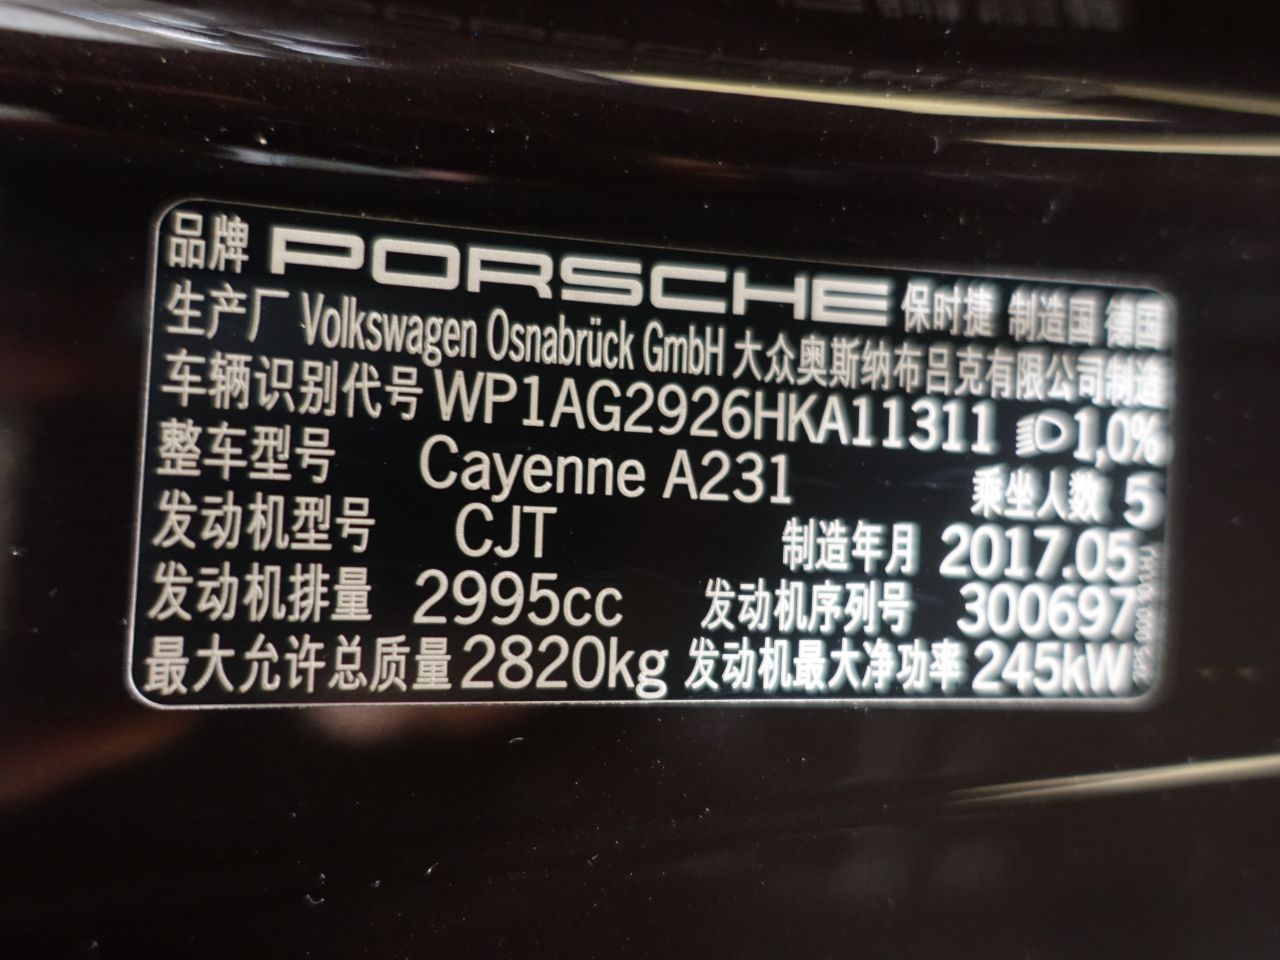 品牌 PORSCHE 保时捷 制造国 德国
生产厂 Volkswagen Osnabrück GmbH 大众奥斯纳布吕克有限公司制造
车辆识别代号 WP1AG2926HKA11311 1,0%
整车型号 Cayenne A231 乘坐人数 5
发动机型号 CJT 制造年月 2017.05
发动机排量 2995cc 发动机序列号 300697
最大允许总质量 2820kg 发动机最大净功率 245kW